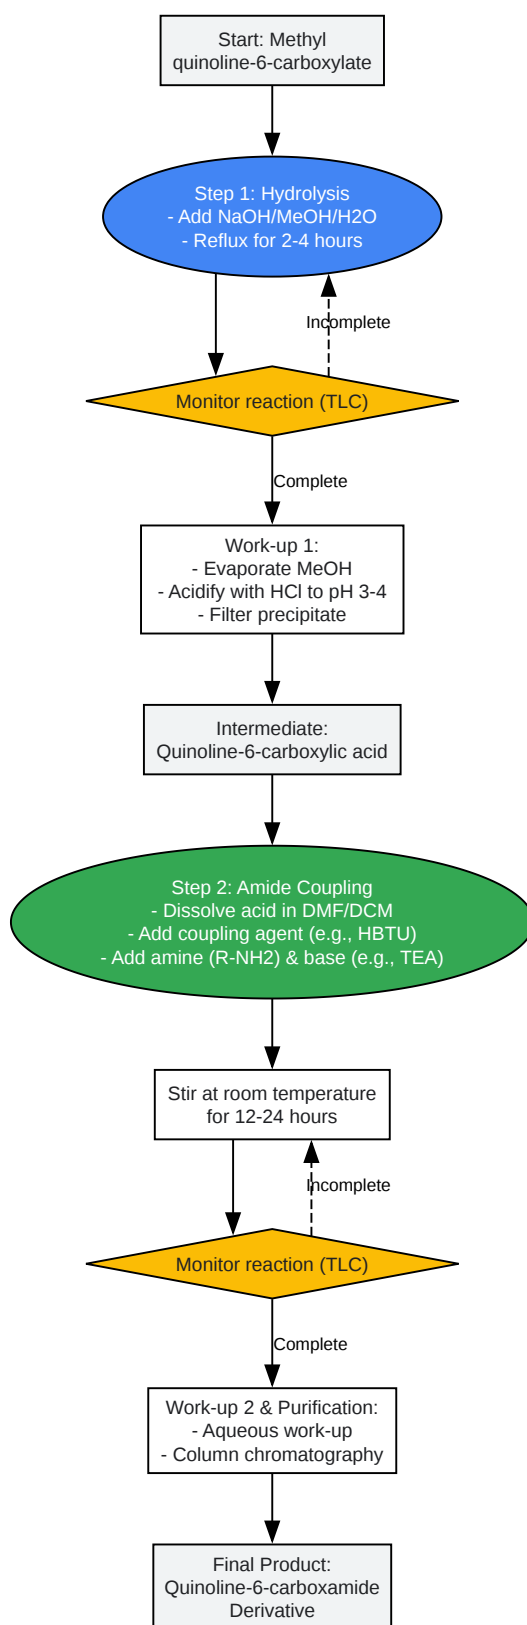 Start: Methyl
quinoline-6-carboxylate
Step 1: Hydrolysis
- Add NaOH/MeOH/H2O
- Reflux for 2-4 hours
Incomplete
Monitor reaction (TLC)
Complete
Work-up 1:
- Evaporate MeOH
- Acidify with HCl to pH 3-4
- Filter precipitate
Intermediate:
Quinoline-6-carboxylic acid
Step 2: Amide Coupling
- Dissolve acid in DMF/DCM
- Add coupling agent (e.g., HBTU)
- Add amine (R-NH2) & base (e.g., TEA)
Stir at room temperature
for 12-24 hours
Incomplete
Monitor reaction (TLC)
Complete
Work-up 2 & Purification:
- Aqueous work-up
- Column chromatography
Final Product:
Quinoline-6-carboxamide
Derivative